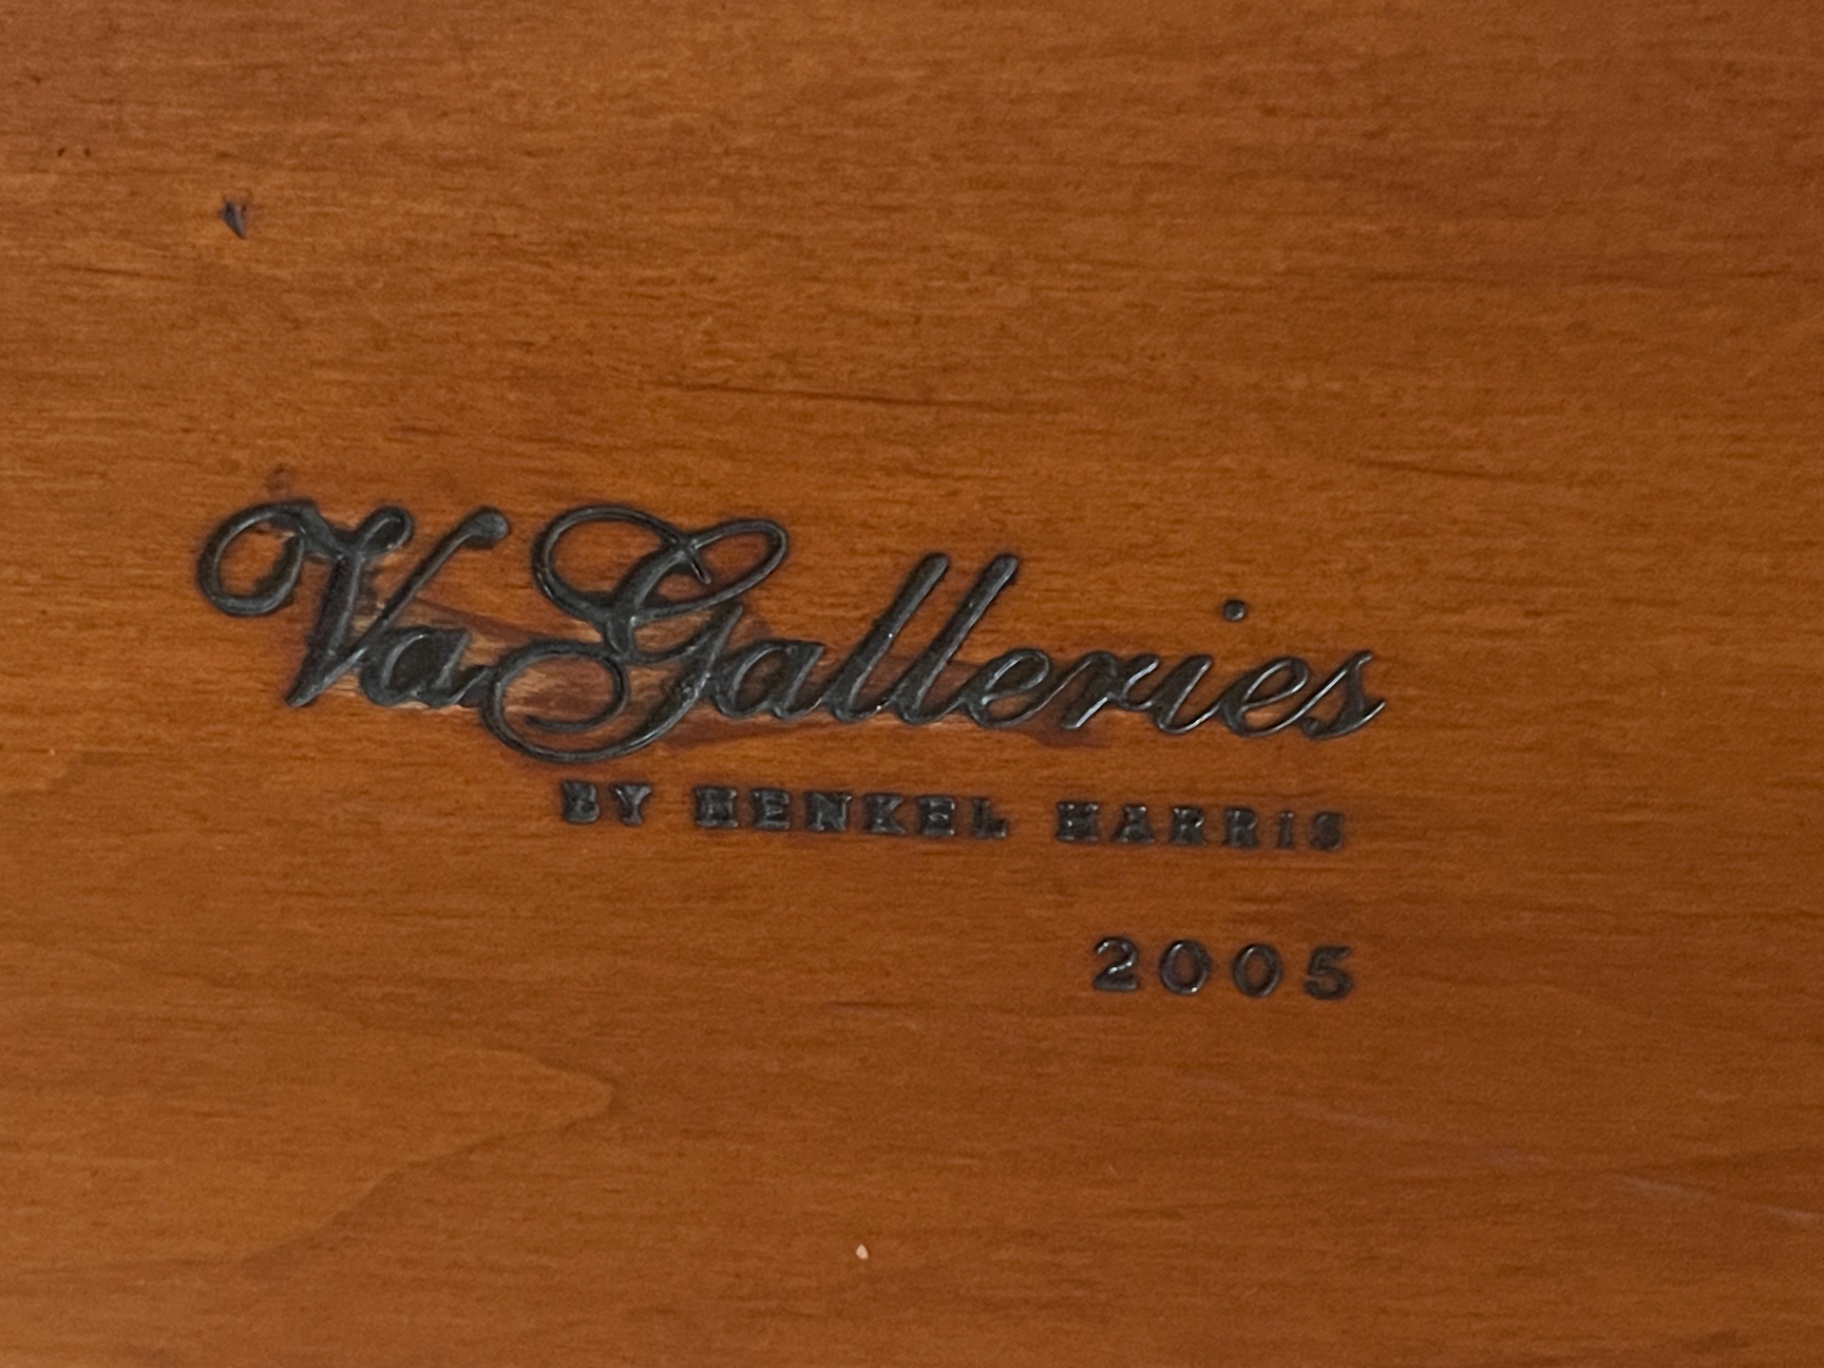 Va.Galleries
BY HENKEL HARRIS
2005